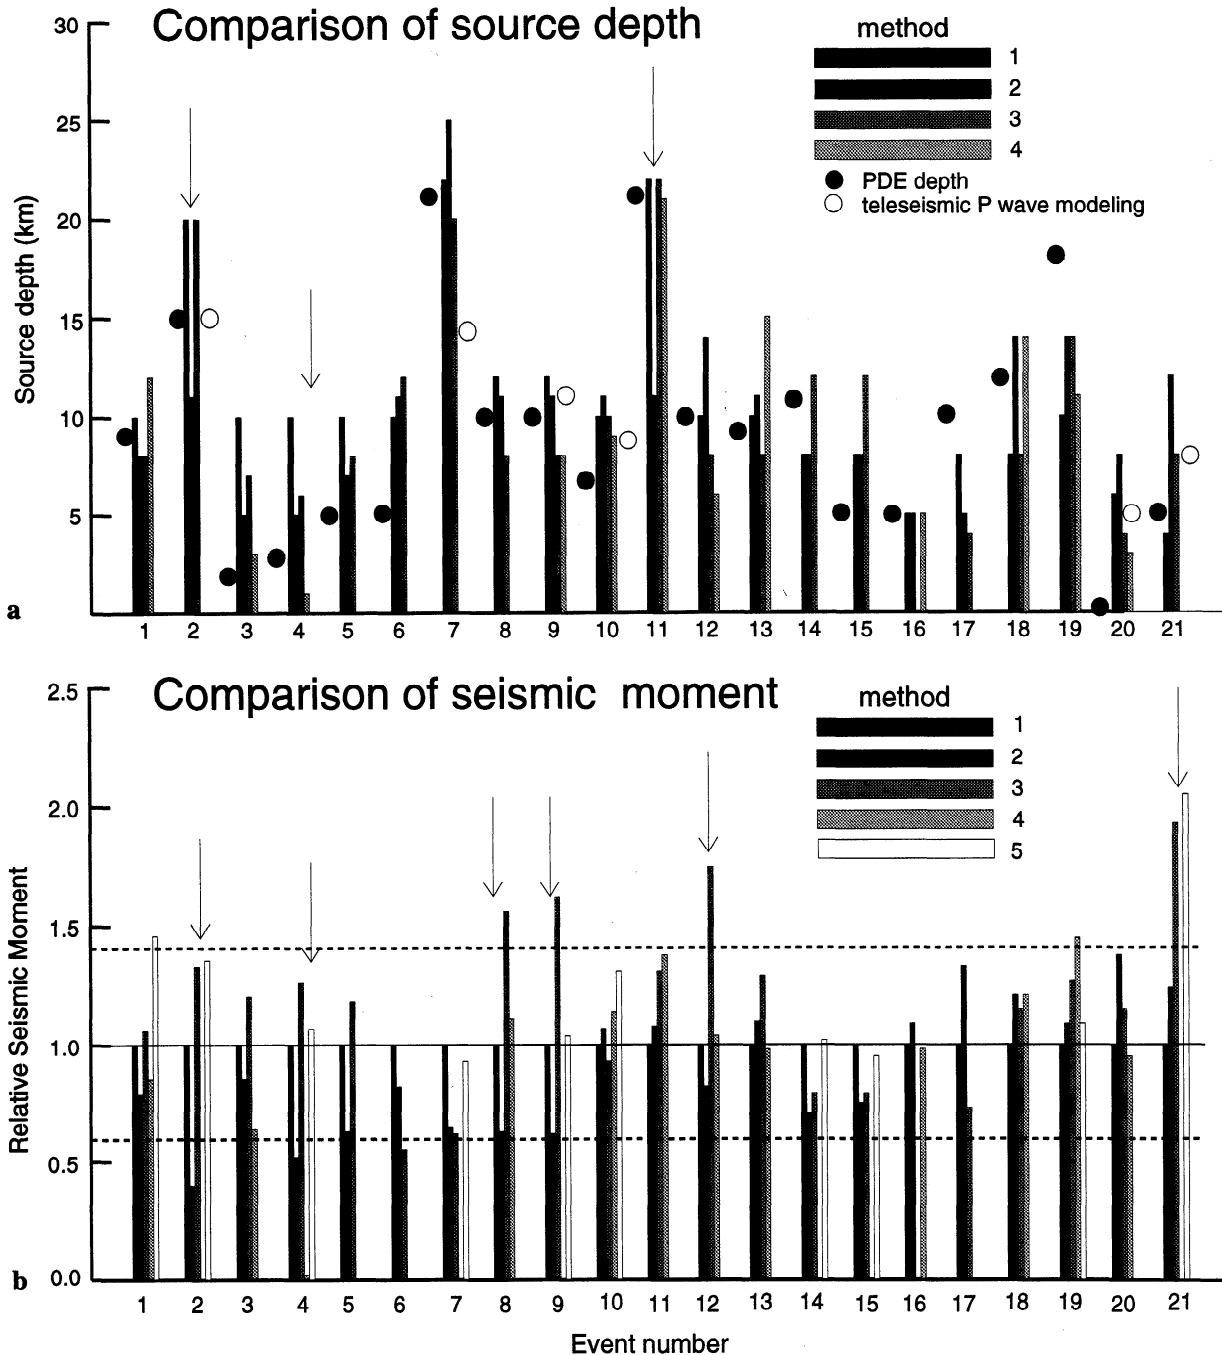 Comparison of source depth
method
1
2
3
4
PDE depth
teleseismic P wave modeling
Source depth (km)
30
25
20
15
10
5
a
1 2 3 4 5 6 7 8 9 10 11 12 13 14 15 16 17 18 19 20 21
Comparison of seismic moment
method
1
2
3
4
5
Relative Seismic Moment
2.5
2.0
1.5
1.0
0.5
0.0
b
1 2 3 4 5 6 7 8 9 10 11 12 13 14 15 16 17 18 19 20 21
Event number